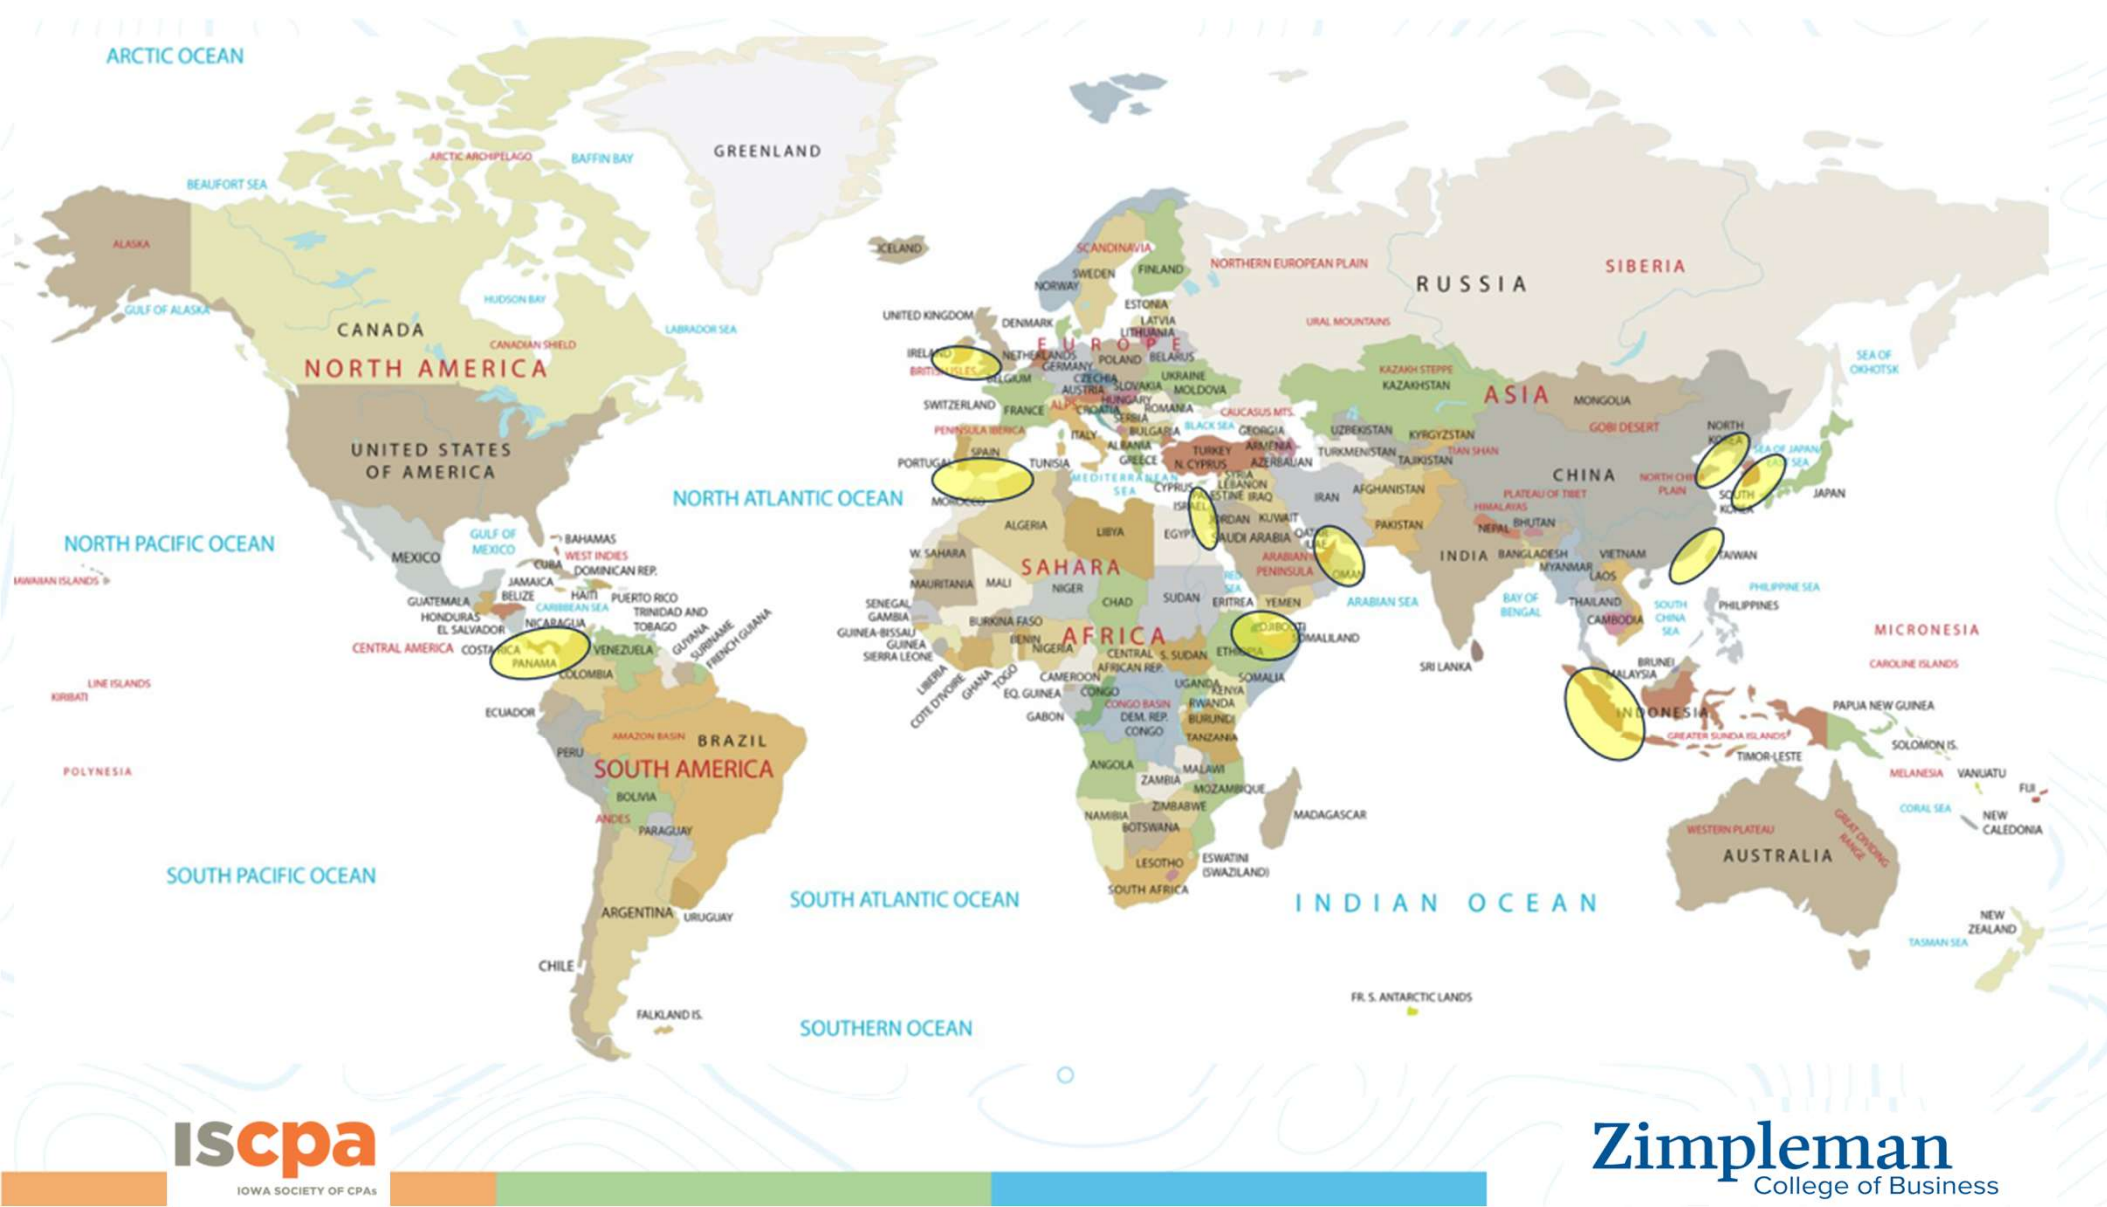 ARCTIC OCEAN
GREENLAND
ARCTIC ARCHIPELAGO
BAFFIN BAY
BEAUFORT SEA
ALASKA
GULF OF ALASKA
HUDSON BAY
LABRADOR SEA
CANADA
CANADIAN SHIELD
NORTH AMERICA
UNITED STATES
OF AMERICA
NORTH ATLANTIC OCEAN
NORTH PACIFIC OCEAN
GULF OF
MEXICO
MEXICO
BAHAMAS
WEST INDIES
CUBA
DOMINICAN REP.
JAMAICA
BELIZE
HAITI
PUERTO RICO
GUATEMALA
CARIBBEAN SEA
HONDURAS
TRINIDAD AND
TOBAGO
EL SALVADOR
NICARAGUA
CENTRAL AMERICA
COSTA RICA
PANAMA
VENEZUELA
GUYANA
SURINAME
FRENCH GUIANA
COLOMBIA
AWAIIAN ISLANDS
LINE ISLANDS
KIRIBATI
POLYNESIA
ECUADOR
PERU
AMAZON BASIN
BRAZIL
SOUTH AMERICA
BOLIVIA
ANDES
PARAGUAY
SOUTH PACIFIC OCEAN
ARGENTINA
URUGUAY
CHILE
FALKLAND IS.
SOUTH ATLANTIC OCEAN
SOUTHERN OCEAN
ICELAND
SCANDINAVIA
SWEDEN
FINLAND
NORWAY
NORTHERN EUROPEAN PLAIN
RUSSIA
SIBERIA
UNITED KINGDOM
DENMARK
ESTONIA
LATVIA
LITHUANIA
URAL MOUNTAINS
EUROPE
IRELAND
BRITISH ISLES
NETHERLANDS
POLAND
BELARUS
GERMANY
BELGIUM
CZECHIA
UKRAINE
AUSTRIA
SLOVAKIA
MOLDOVA
SWITZERLAND
FRANCE
ALPS
HUNGARY
CROATIA
ROMANIA
SERBIA
PENINSULA IBERICA
ITALY
BULGARIA
BLACK SEA
CAUCASUS MTS.
GEORGIA
ALBANIA
ARMENIA
SPAIN
GREECE
TURKEY
AZERBAIJAN
PORTUGAL
TUNISIA
N. CYPRUS
MEDITERRANEAN
SEA
CYPRUS
SYRIA
LEBANON
PALESTINE
IRAQ
IRAN
MOROCCO
ISRAEL
JORDAN
KUWAIT
ALGERIA
LIBYA
EGYPT
SAUDI ARABIA
QATAR
UAE
ARABIAN
PENINSULA
OMAN
W. SAHARA
SAHARA
MAURITANIA
MALI
NIGER
CHAD
SUDAN
RED
SEA
ERITREA
YEMEN
ARABIAN SEA
SENEGAL
GAMBIA
GUINEA-BISSAU
GUINEA
SIERRA LEONE
BURKINA FASO
BENIN
NIGERIA
AFRICA
CENTRAL
AFRICAN REP.
S. SUDAN
ETHIOPIA
DJIBOUTI
SOMALILAND
LIBERIA
COTE D'IVOIRE
GHANA
TOGO
CAMEROON
EQ. GUINEA
CONGO
UGANDA
KENYA
SOMALIA
GABON
CONGO BASIN
DEM. REP.
CONGO
RWANDA
BURUNDI
TANZANIA
ANGOLA
ZAMBIA
MALAWI
MOZAMBIQUE
NAMIBIA
ZIMBABWE
BOTSWANA
MADAGASCAR
LESOTHO
ESWATINI
(SWAZILAND)
SOUTH AFRICA
KAZAKH STEPPE
KAZAKHSTAN
ASIA
MONGOLIA
GOBI DESERT
UZBEKISTAN
KYRGYZSTAN
TURKMENISTAN
TIAN SHAN
TAJIKISTAN
AFGHANISTAN
CHINA
NORTH CHINA
PLAIN
PLATEAU OF TIBET
HIMALAYAS
PAKISTAN
NEPAL
BHUTAN
INDIA
BANGLADESH
MYANMAR
VIETNAM
LAOS
BAY OF
BENGAL
THAILAND
CAMBODIA
SOUTH
CHINA
SEA
SRI LANKA
SEA OF
OKHOTSK
NORTH
KOREA
SEA OF JAPAN/
EAST SEA
SOUTH
KOREA
JAPAN
TAIWAN
PHILIPPINE SEA
PHILIPPINES
MICRONESIA
CAROLINE ISLANDS
BRUNEI
MALAYSIA
INDONESIA
GREATER SUNDA ISLANDS
TIMOR-LESTE
PAPUA NEW GUINEA
SOLOMON IS.
MELANESIA
VANUATU
FIJI
CORAL SEA
NEW
CALEDONIA
WESTERN PLATEAU
GREAT DIVIDING
RANGE
AUSTRALIA
INDIAN OCEAN
NEW
ZEALAND
TASMAN SEA
FR. S. ANTARCTIC LANDS
IScpa
IOWA SOCIETY OF CPAs
Zimpleman
College of Business